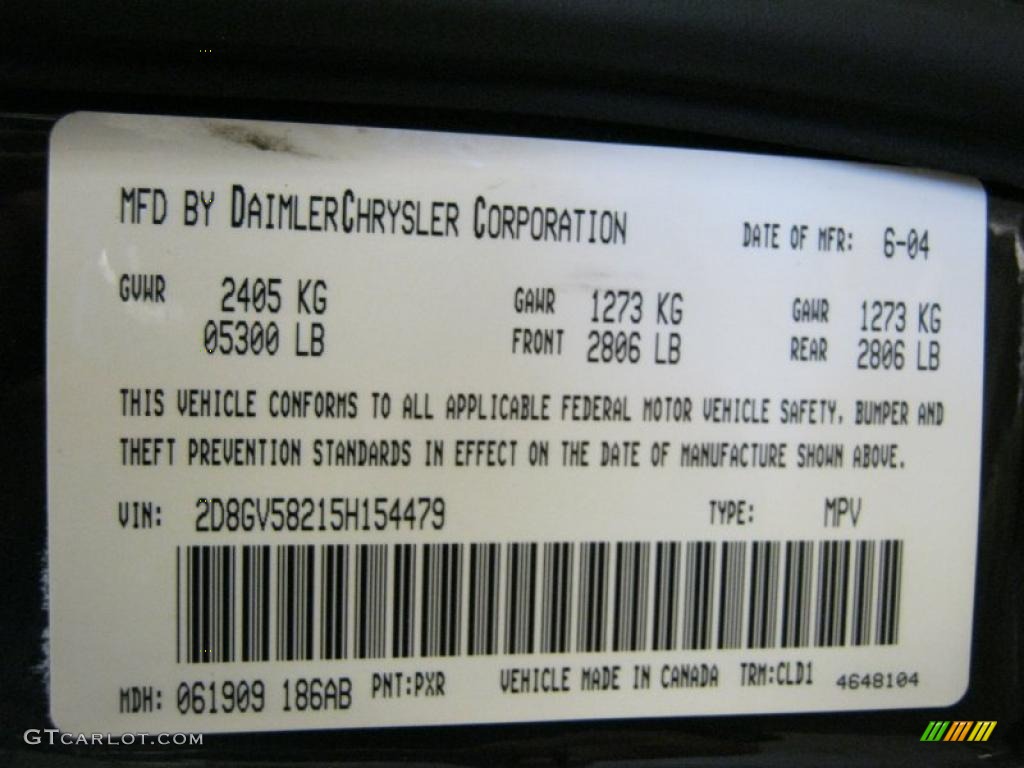 MFD BY DAIMLERCHRYSLER CORPORATION DATE OF MFR: 6-04
GVWR 2405 KG GAWR 1273 KG GAWR 1273 KG
05300 LB FRONT 2806 LB REAR 2806 LB
THIS VEHICLE CONFORMS TO ALL APPLICABLE FEDERAL MOTOR VEHICLE SAFETY, BUMPER AND
THEFT PREVENTION STANDARDS IN EFFECT ON THE DATE OF MANUFACTURE SHOWN ABOVE.
VIN: 2D8GV58215H154479 TYPE: MPV
MDH: 061909 186AB PNT:PXR VEHICLE MADE IN CANADA TRM:CLD1 4648104
GTCARLOT.COM